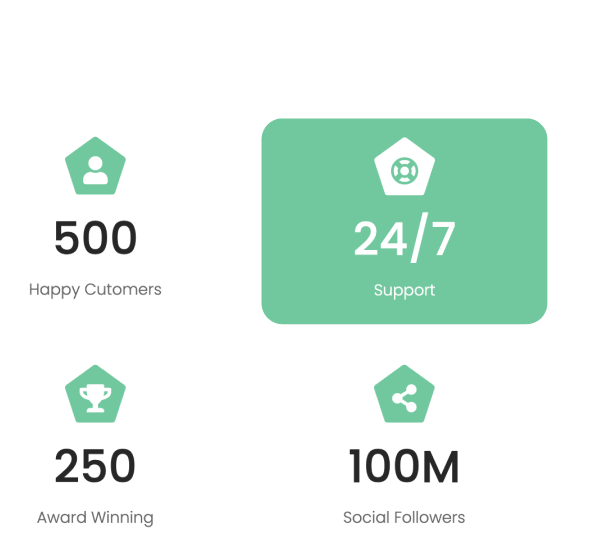 500
Happy Cutomers
24/7
Support
250
Award Winning
100M
Social Followers